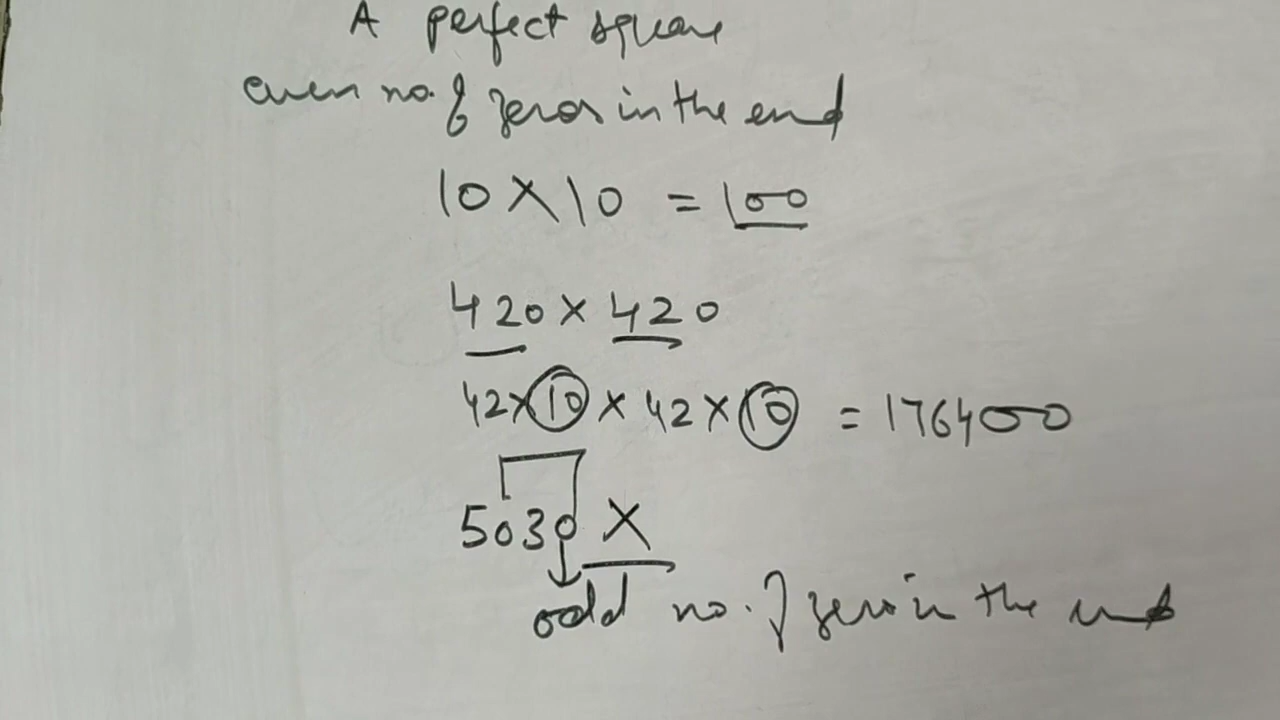 A perfect square
even no. of zeros in the end
10 × 10 = 100
420 × 420
42×10 × 42×10 = 176400
5030 X
odd no. of zero in the end